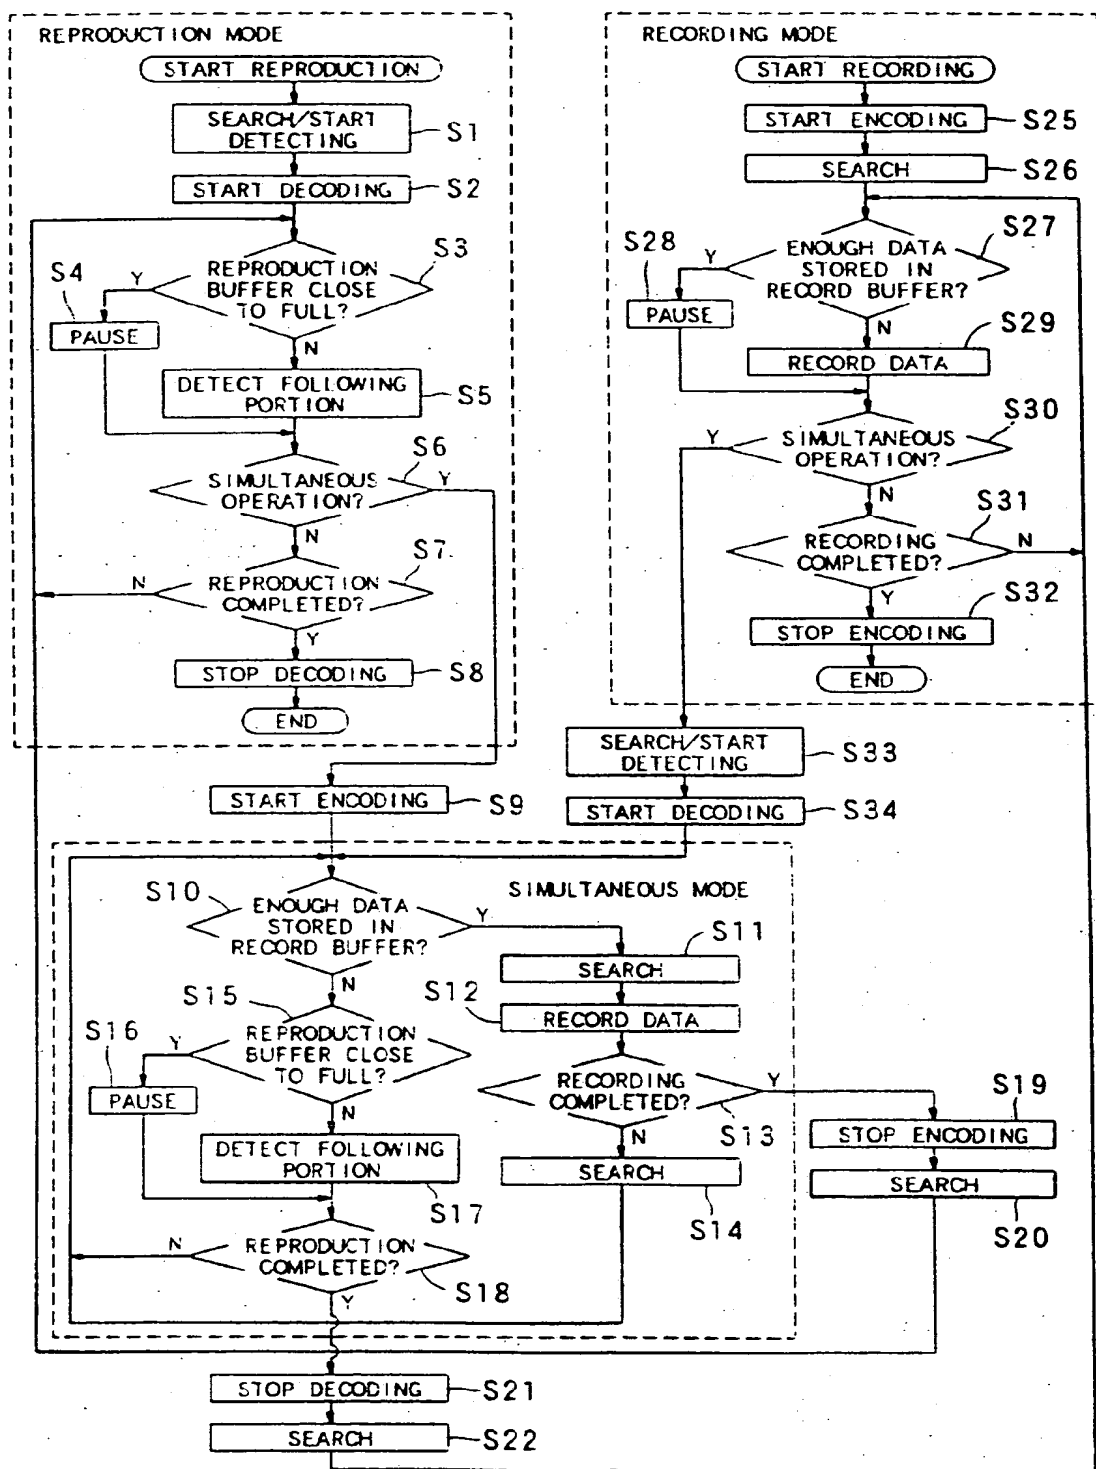 REPRODUCTION MODE
START REPRODUCTION
SEARCH/START
DETECTING
S1
START DECODING
S2
REPRODUCTION
BUFFER CLOSE
TO FULL?
S3
Y
S4
PAUSE
N
DETECT FOLLOWING
PORTION
S5
SIMULTANEOUS
OPERATION?
S6
Y
N
REPRODUCTION
COMPLETED?
S7
N
Y
STOP DECODING
S8
END
START ENCODING
S9
RECORDING MODE
START RECORDING
START ENCODING
S25
SEARCH
S26
ENOUGH DATA
STORED IN
RECORD BUFFER?
S27
Y
S28
PAUSE
N
S29
RECORD DATA
SIMULTANEOUS
OPERATION?
S30
Y
N
RECORDING
COMPLETED?
S31
N
Y
STOP ENCODING
S32
END
SEARCH/START
DETECTING
S33
START DECODING
S34
SIMULTANEOUS MODE
S10
ENOUGH DATA
STORED IN
RECORD BUFFER?
Y
N
S11
SEARCH
S12
RECORD DATA
RECORDING
COMPLETED?
S13
Y
N
SEARCH
S14
S15
REPRODUCTION
BUFFER CLOSE
TO FULL?
Y
S16
PAUSE
N
DETECT FOLLOWING
PORTION
S17
REPRODUCTION
COMPLETED?
S18
N
Y
S19
STOP ENCODING
SEARCH
S20
STOP DECODING
S21
SEARCH
S22